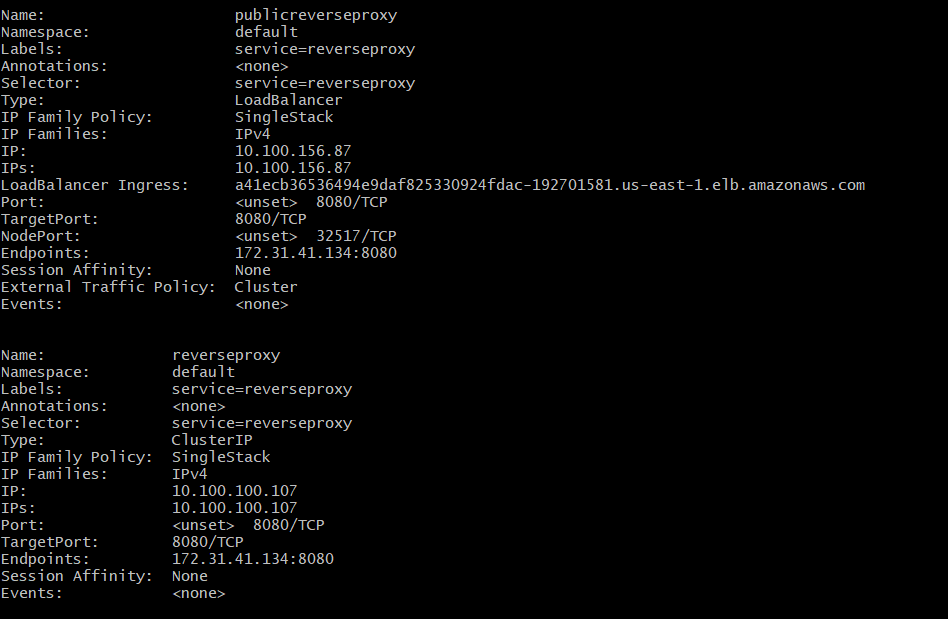 Name:                     publicreverseproxy
Namespace:                default
Labels:                   service=reverseproxy
Annotations:              <none>
Selector:                 service=reverseproxy
Type:                     LoadBalancer
IP Family Policy:         SingleStack
IP Families:              IPv4
IP:                       10.100.156.87
IPs:                      10.100.156.87
LoadBalancer Ingress:     a41ecb36536494e9daf825330924fdac-192701581.us-east-1.elb.amazonaws.com
Port:                     <unset>  8080/TCP
TargetPort:               8080/TCP
NodePort:                 <unset>  32517/TCP
Endpoints:                172.31.41.134:8080
Session Affinity:         None
External Traffic Policy:  Cluster
Events:                   <none>

Name:              reverseproxy
Namespace:         default
Labels:            service=reverseproxy
Annotations:       <none>
Selector:          service=reverseproxy
Type:              ClusterIP
IP Family Policy:  SingleStack
IP Families:       IPv4
IP:                10.100.100.107
IPs:               10.100.100.107
Port:              <unset>  8080/TCP
TargetPort:        8080/TCP
Endpoints:         172.31.41.134:8080
Session Affinity:  None
Events:            <none>